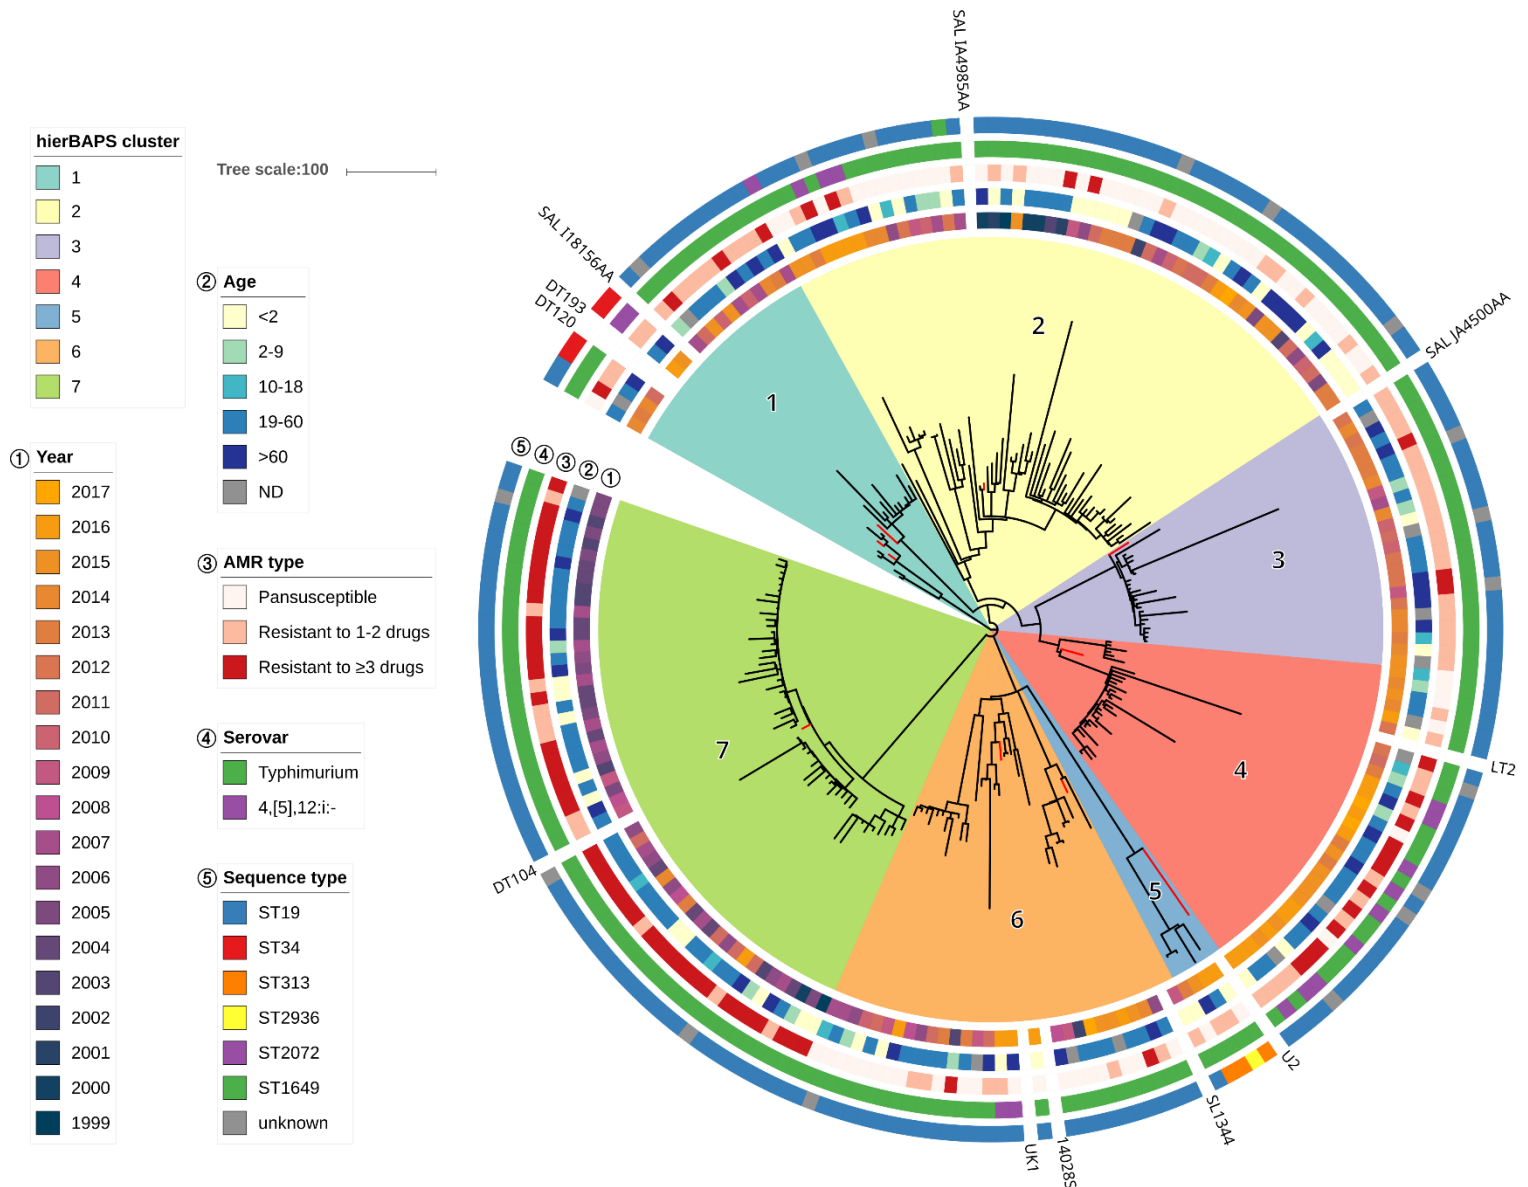 hierBAPS cluster
1
2
3
4
5
6
7
① Year
2017
2016
2015
2014
2013
2012
2011
2010
2009
2008
2007
2006
2005
2004
2003
2002
2001
2000
1999
Tree scale:100
② Age
<2
2-9
10-18
19-60
>60
ND
③ AMR type
Pansusceptible
Resistant to 1-2 drugs
Resistant to ≥3 drugs
④ Serovar
Typhimurium
4,[5],12:i:-
⑤ Sequence type
ST19
ST34
ST313
ST2936
ST2072
ST1649
unknown
SAL IA4985AA
SAL I18156AA
DT193
DT120
SAL JA4500AA
LT2
U2
SL1344
14028S
UK1
DT104
⑤ ④ ③ ② ①
1
2
3
4
5
6
7